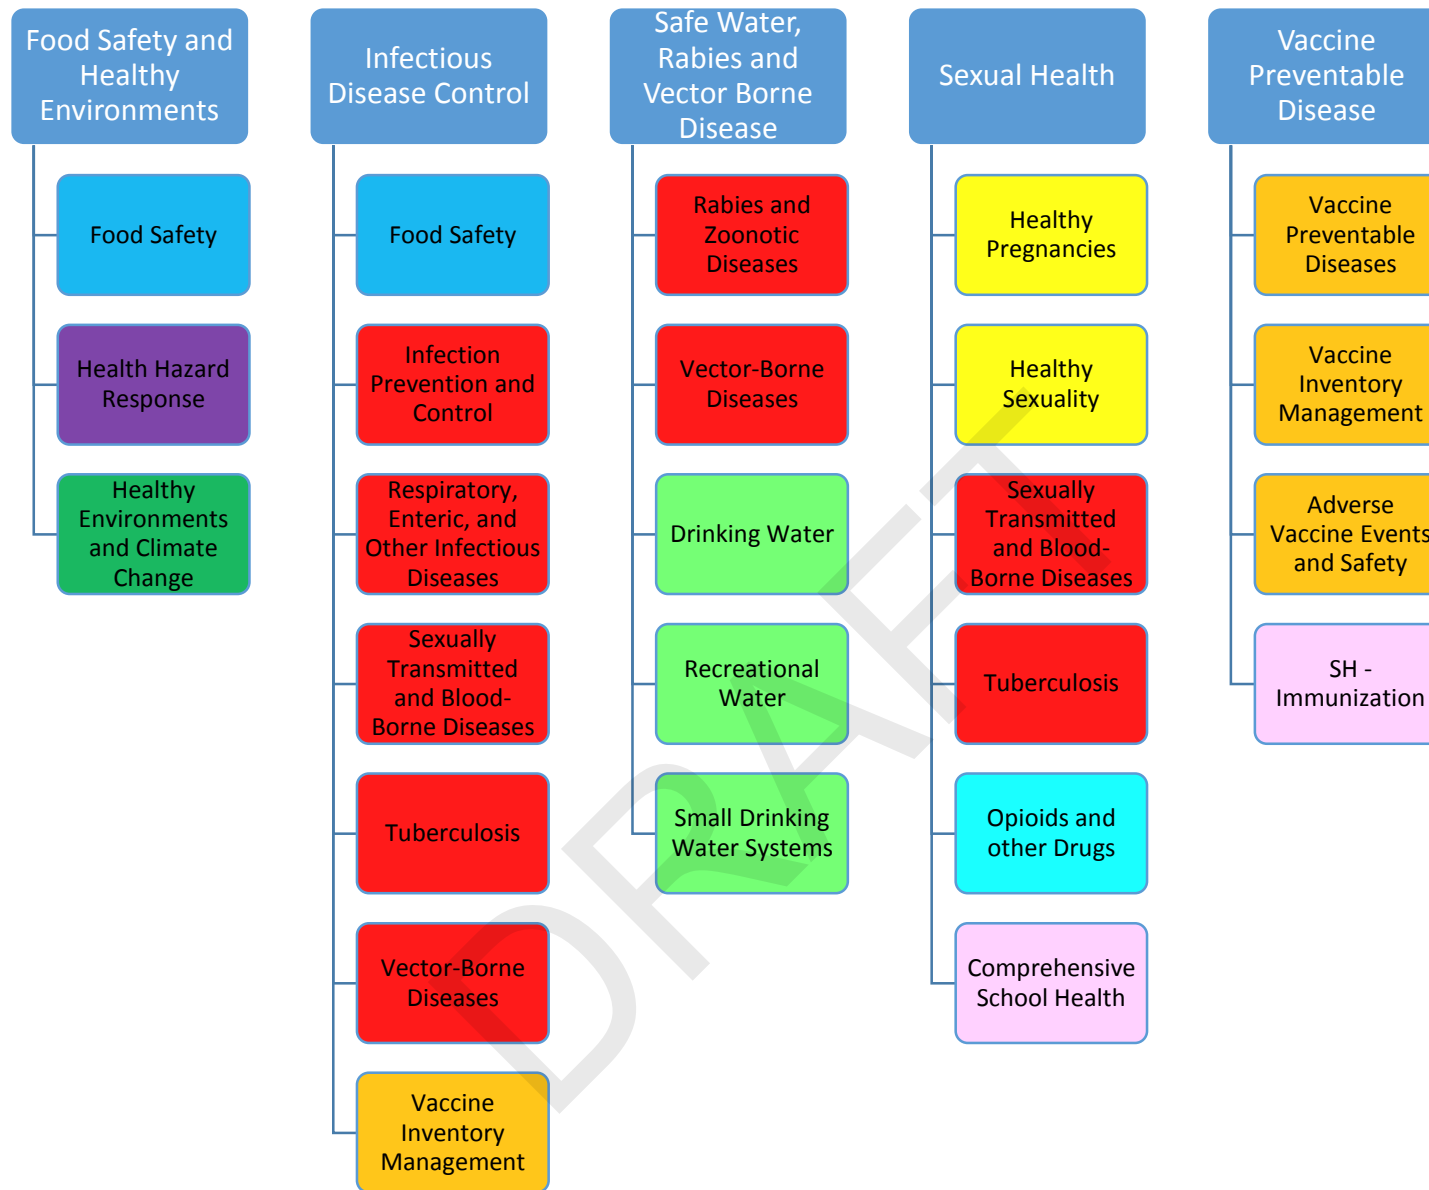 Food Safety and
Healthy
Environments
Food Safety
Health Hazard
Response
Healthy
Environments
and Climate
Change
Infectious
Disease Control
Food Safety
Infection
Prevention and
Control
Respiratory,
Enteric, and
Other Infectious
Diseases
Sexually
Transmitted
and Blood-
Borne Diseases
Tuberculosis
Vector-Borne
Diseases
Vaccine
Inventory
Management
Safe Water,
Rabies and
Vector Borne
Disease
Rabies and
Zoonotic
Diseases
Vector-Borne
Diseases
Drinking Water
Recreational
Water
Small Drinking
Water Systems
Sexual Health
Healthy
Pregnancies
Healthy
Sexuality
Sexually
Transmitted
and Blood-
Borne Diseases
Tuberculosis
Opioids and
other Drugs
Comprehensive
School Health
Vaccine
Preventable
Disease
Vaccine
Preventable
Diseases
Vaccine
Inventory
Management
Adverse
Vaccine Events
and Safety
SH -
Immunization
DRAFT